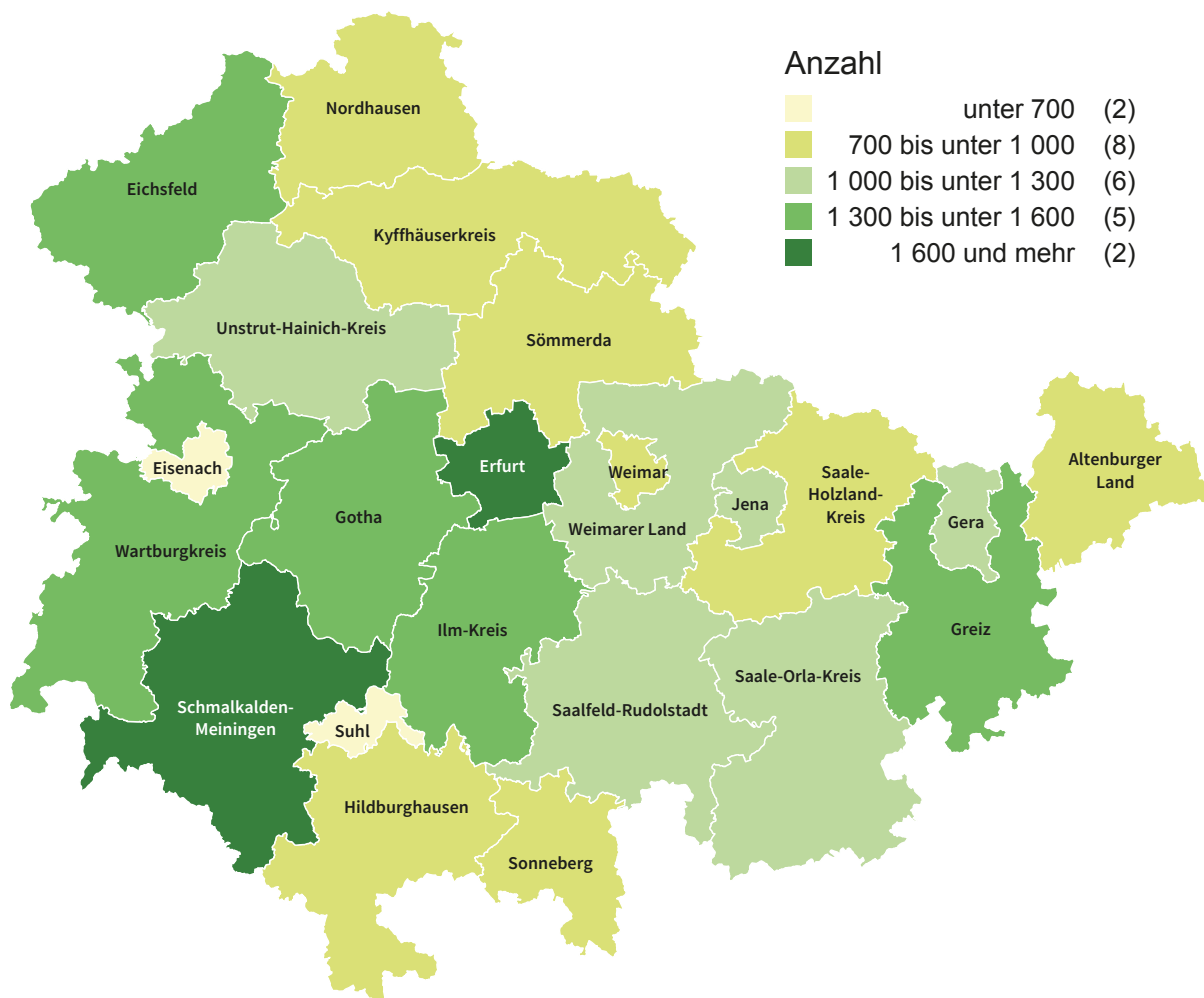 Anzahl
unter 700 (2)
700 bis unter 1 000 (8)
1 000 bis unter 1 300 (6)
1 300 bis unter 1 600 (5)
1 600 und mehr (2)
Nordhausen
Eichsfeld
Kyffhäuserkreis
Unstrut-Hainich-Kreis
Sömmerda
Eisenach
Erfurt
Weimar
Saale-
Holzland-
Kreis
Altenburger
Land
Gotha
Jena
Weimarer Land
Gera
Wartburgkreis
Ilm-Kreis
Greiz
Saale-Orla-Kreis
Schmalkalden-
Meiningen
Saalfeld-Rudolstadt
Suhl
Hildburghausen
Sonneberg